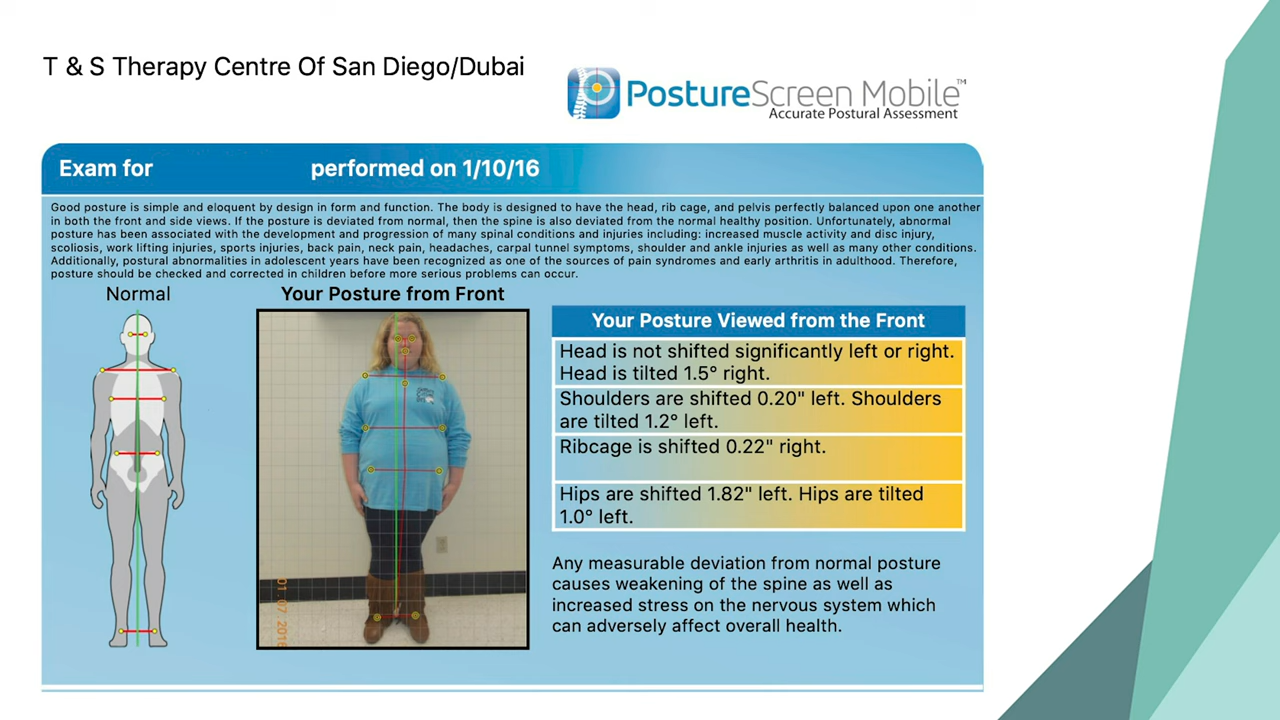 T & S Therapy Centre Of San Diego/Dubai
PostureScreen Mobile™
Accurate Postural Assessment
Exam for performed on 1/10/16
Good posture is simple and eloquent by design in form and function. The body is designed to have the head, rib cage, and pelvis perfectly balanced upon one another
in both the front and side views. If the posture is deviated from normal, then the spine is also deviated from the normal healthy position. Unfortunately, abnormal
posture has been associated with the development and progression of many spinal conditions and injuries including: increased muscle activity and disc injury,
scoliosis, work lifting injuries, sports injuries, back pain, neck pain, headaches, carpal tunnel symptoms, shoulder and ankle injuries as well as many other conditions.
Additionally, postural abnormalities in adolescent years have been recognized as one of the sources of pain syndromes and early arthritis in adulthood. Therefore,
posture should be checked and corrected in children before more serious problems can occur.
Normal
Your Posture from Front
Your Posture Viewed from the Front
Head is not shifted significantly left or right.
Head is tilted 1.5° right.
Shoulders are shifted 0.20" left. Shoulders
are tilted 1.2° left.
Ribcage is shifted 0.22" right.
Hips are shifted 1.82" left. Hips are tilted
1.0° left.
Any measurable deviation from normal posture
causes weakening of the spine as well as
increased stress on the nervous system which
can adversely affect overall health.
01 07 2016